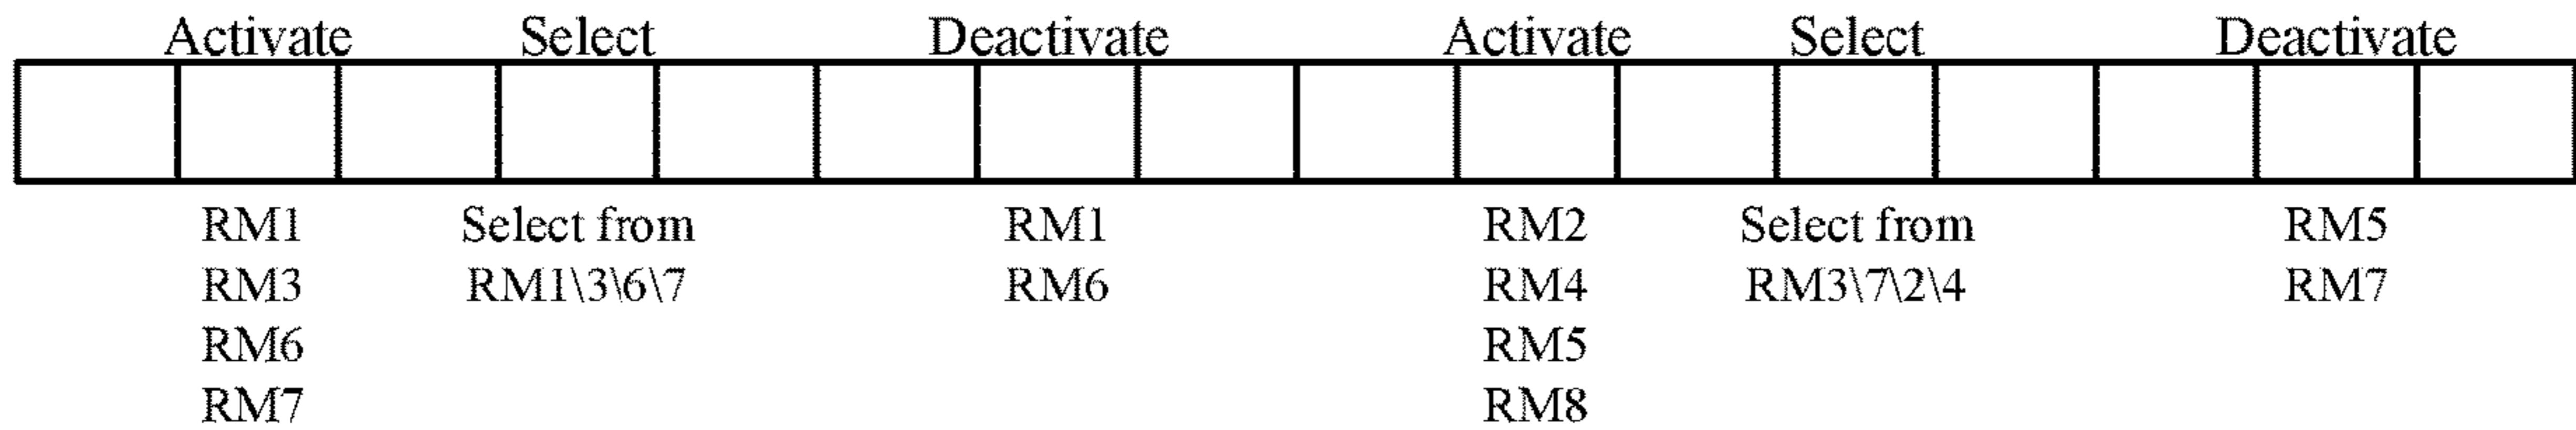 Activate Select Deactivate Activate Select Deactivate
RM1 Select from RM1 RM2 Select from RM5
RM3 RM1\3\6\7 RM6 RM4 RM3\7\2\4 RM7
RM6 RM5
RM7 RM8